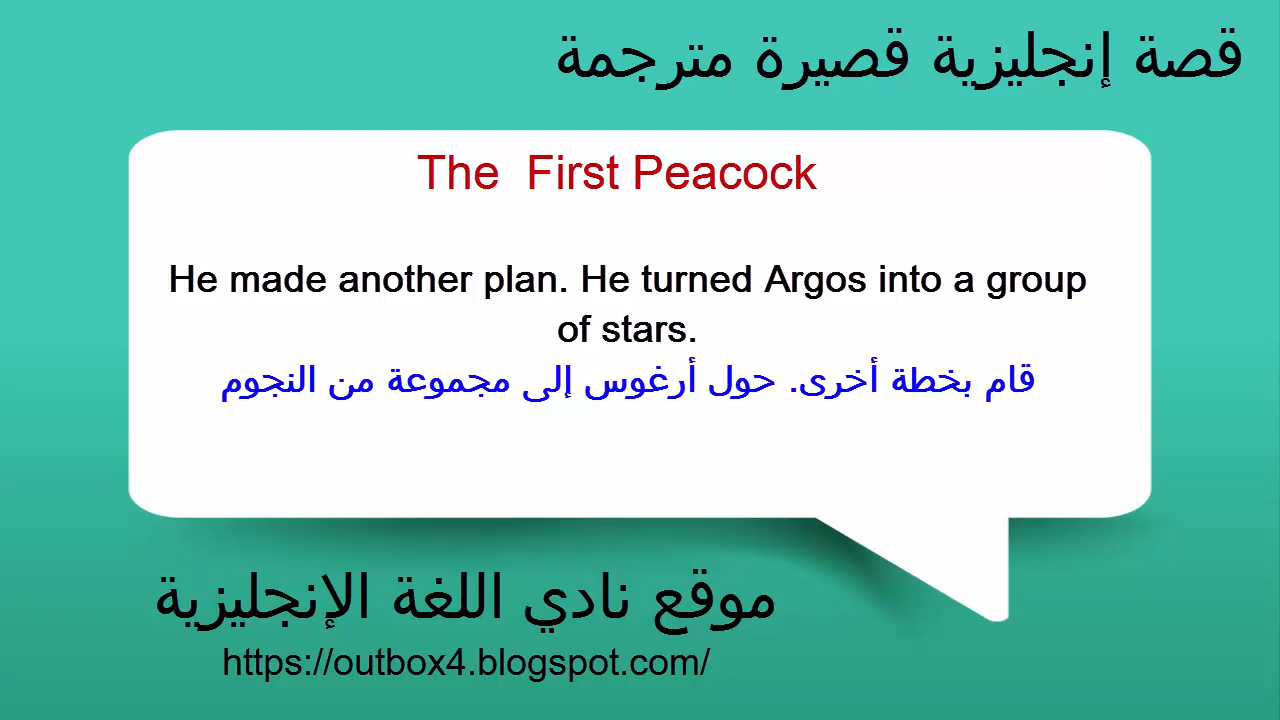 قصة إنجليزية قصيرة مترجمة
The First Peacock
He made another plan. He turned Argos into a group
of stars.
قام بخطة أخرى. حول أرغوس إلى مجموعة من النجوم
موقع نادي اللغة الإنجليزية
https://outbox4.blogspot.com/